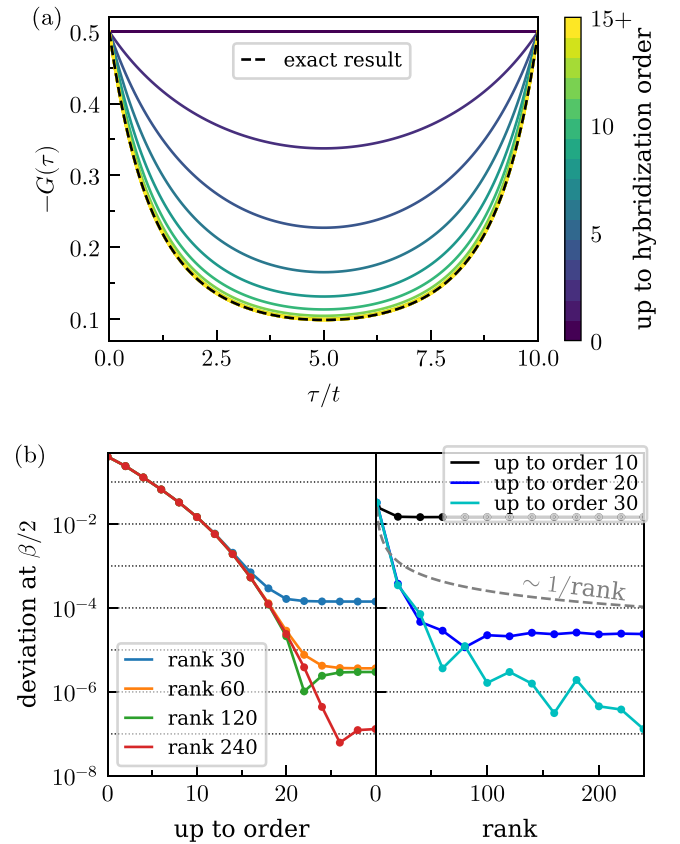 (a)
0.5
0.4
0.3
0.2
0.1
−G(τ)
exact result
0.0
2.5
5.0
7.5
10.0
τ/t
15+
10
5
0
up to hybridization order
(b)
deviation at β/2
10⁻²
10⁻⁴
10⁻⁶
10⁻⁸
rank 30
rank 60
rank 120
rank 240
0
10
20
up to order
up to order 10
up to order 20
up to order 30
~ 1/rank
0
100
200
rank